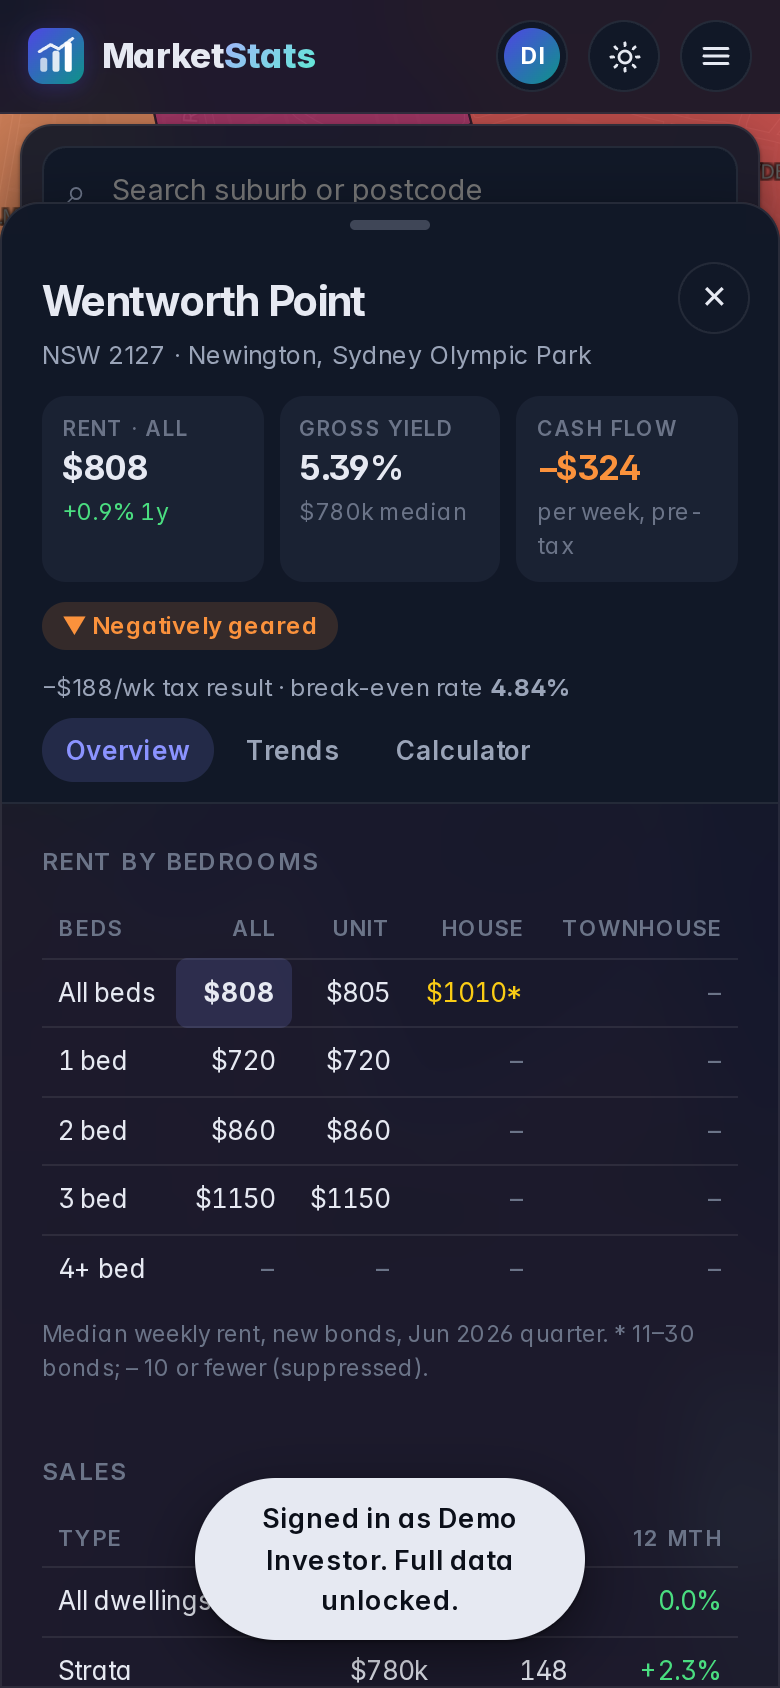 MarketStats
DI
Search suburb or postcode
Wentworth Point
✕
NSW 2127 · Newington, Sydney Olympic Park
RENT · ALL
$808
+0.9% 1y
GROSS YIELD
5.39%
$780k median
CASH FLOW
–$324
per week, pre-
tax
▼ Negatively geared
–$188/wk tax result · break-even rate 4.84%
Overview Trends Calculator
RENT BY BEDROOMS
BEDS ALL UNIT HOUSE TOWNHOUSE
All beds $808 $805 $1010* –
1 bed $720 $720 – –
2 bed $860 $860 – –
3 bed $1150 $1150 – –
4+ bed – – – –
Median weekly rent, new bonds, Jun 2026 quarter. * 11–30
bonds; – 10 or fewer (suppressed).
SALES
TYPE 12 MTH
All dwellings 0.0%
Strata $780k 148 +2.3%
Signed in as Demo
Investor. Full data
unlocked.